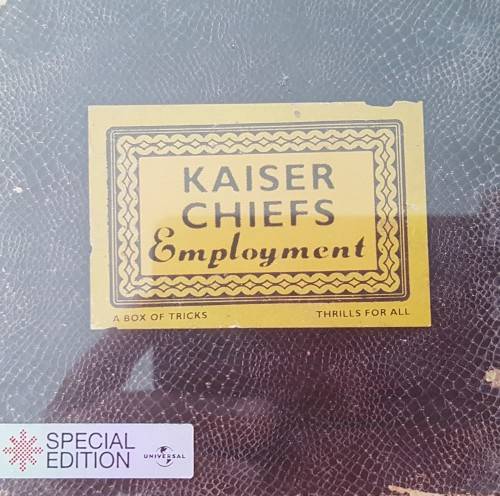 KAISER
CHIEFS
Employment
A BOX OF TRICKS THRILLS FOR ALL
SPECIAL
EDITION
UNIVERSAL